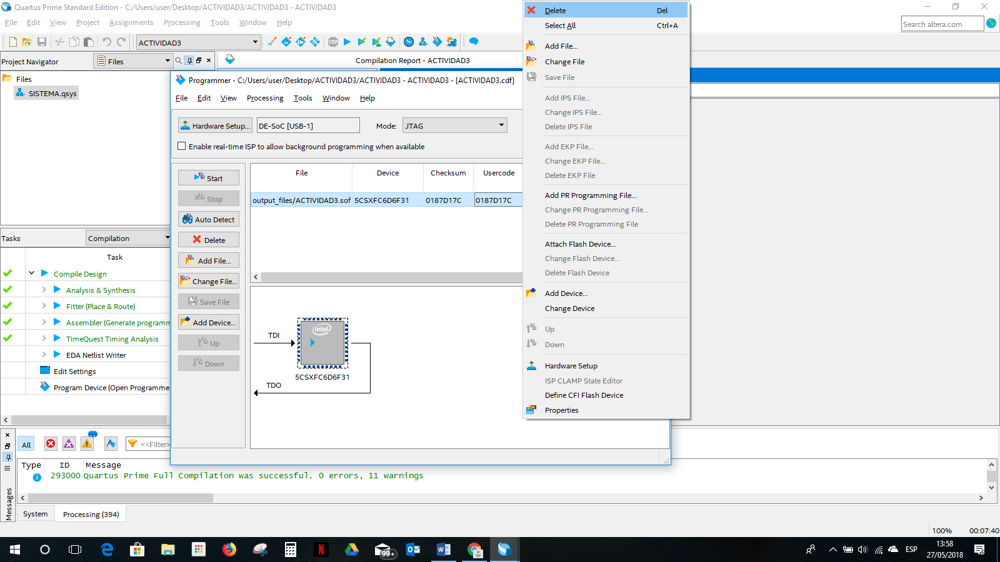 Quartus Prime Standard Edition - C:/Users/user/Desktop/ACTIVIDAD3/ACTIVIDAD3 - ACTIVIDAD3
File Edit View Project Assignments Processing Tools Window Help
Search altera.com
ACTIVIDAD3
Project Navigator
Files
Compilation Report - ACTIVIDAD3
Files
SISTEMA.qsys
Programmer - C:/Users/user/Desktop/ACTIVIDAD3/ACTIVIDAD3 - ACTIVIDAD3 - [ACTIVIDAD3.cdf]
File Edit View Processing Tools Window Help
Hardware Setup... DE-SoC [USB-1] Mode: JTAG
Enable real-time ISP to allow background programming when available
Start
Stop
Auto Detect
Delete
Add File...
Change File...
Save File
Add Device...
Up
Down
File Device Checksum Usercode
output_files/ACTIVIDAD3.sof 5CSXFC6D6F31 0187D17C 0187D17C
TDI
intel
5CSXFC6D6F31
TDO
Delete Del
Select All Ctrl+A
Add File...
Change File
Save File
Add IPS File...
Change IPS File...
Delete IPS File
Add EKP File...
Change EKP File...
Delete EKP File
Add PR Programming File...
Change PR Programming File...
Delete PR Programming File
Attach Flash Device...
Change Flash Device...
Delete Flash Device
Add Device...
Change Device
Up
Down
Hardware Setup
ISP CLAMP State Editor
Define CFI Flash Device
Properties
Tasks Compilation
Task
Compile Design
Analysis & Synthesis
Fitter (Place & Route)
Assembler (Generate programm
TimeQuest Timing Analysis
EDA Netlist Writer
Edit Settings
Program Device (Open Programme
All
<<Filter>
Type ID Message
293000 Quartus Prime Full Compilation was successful. 0 errors, 11 warnings
Messages
System Processing (394)
100% 00:07:40
99+
ESP
13:58
27/05/2018